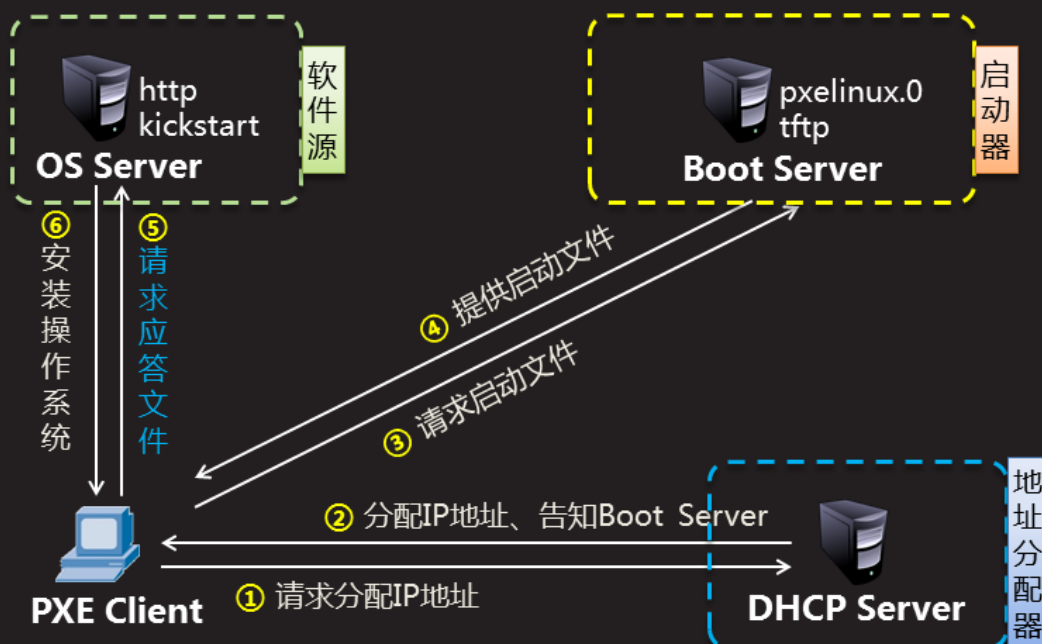 http
kickstart
OS Server
软件源
pxelinux.0
tftp
Boot Server
启动器
⑥安装操作系统
⑤请求应答文件
④ 提供启动文件
③ 请求启动文件
② 分配IP地址、告知Boot Server
① 请求分配IP地址
PXE Client
DHCP Server
地址分配器